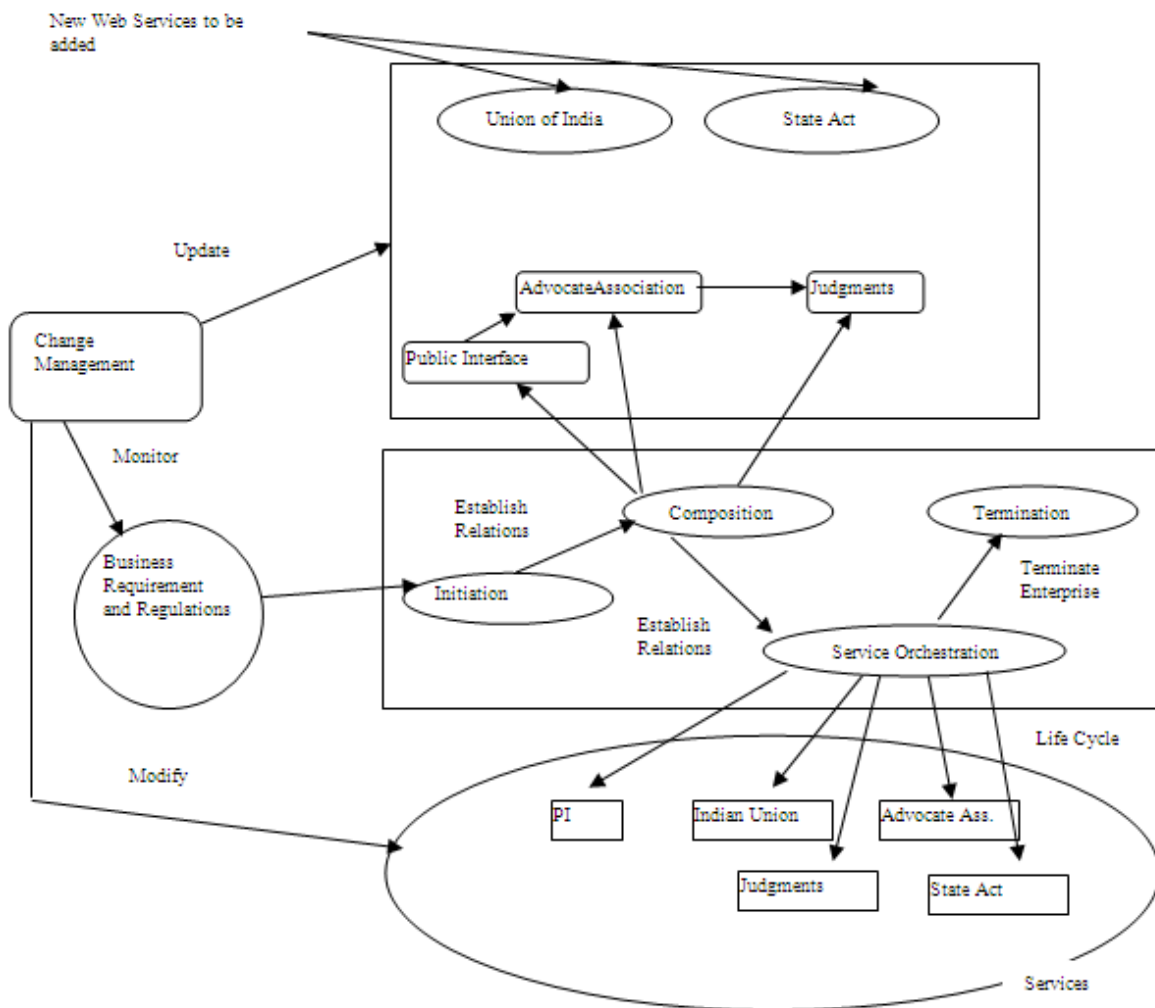 New Web Services to be
added
Union of India
State Act
Update
AdvocateAssociation
Judgments
Change
Management
Public Interface
Monitor
Establish
Relations
Composition
Termination
Business
Requirement
and Regulations
Initiation
Terminate
Enterprise
Establish
Relations
Service Orchestration
Life Cycle
Modify
PI
Indian Union
Advocate Ass.
Judgments
State Act
Services